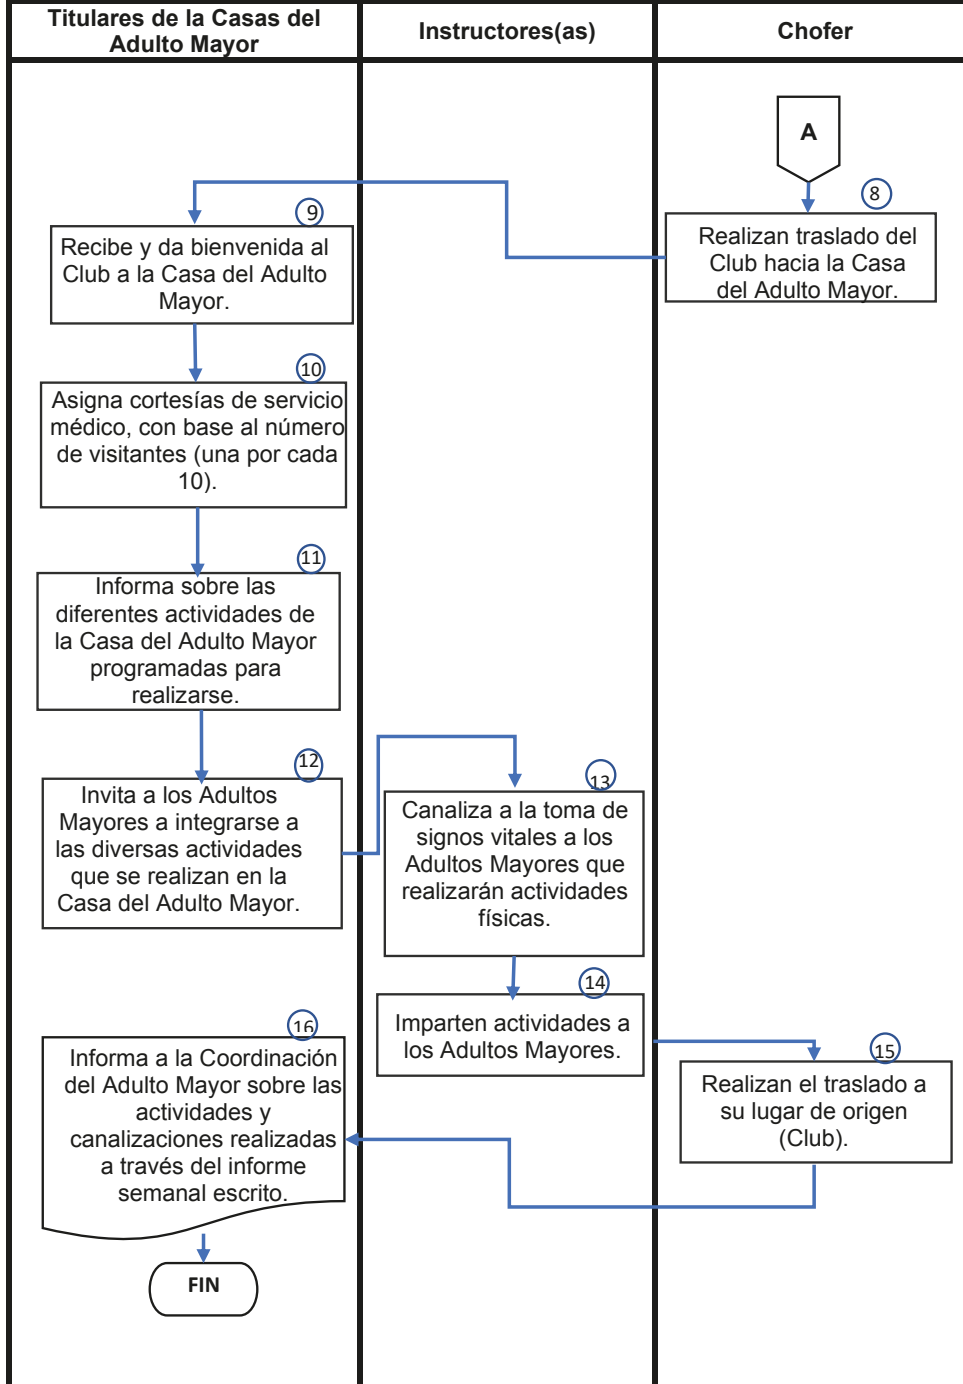 Titulares de la Casas del
Adulto Mayor
Instructores(as)
Chofer
A
8
Realizan traslado del
Club hacia la Casa
del Adulto Mayor.
9
Recibe y da bienvenida al
Club a la Casa del Adulto
Mayor.
10
Asigna cortesías de servicio
médico, con base al número
de visitantes (una por cada
10).
11
Informa sobre las
diferentes actividades de
la Casa del Adulto Mayor
programadas para
realizarse.
12
Invita a los Adultos
Mayores a integrarse a
las diversas actividades
que se realizan en la
Casa del Adulto Mayor.
13
Canaliza a la toma de
signos vitales a los
Adultos Mayores que
realizarán actividades
físicas.
14
Imparten actividades a
los Adultos Mayores.
15
Realizan el traslado a
su lugar de origen
(Club).
16
Informa a la Coordinación
del Adulto Mayor sobre las
actividades y
canalizaciones realizadas
a través del informe
semanal escrito.
FIN